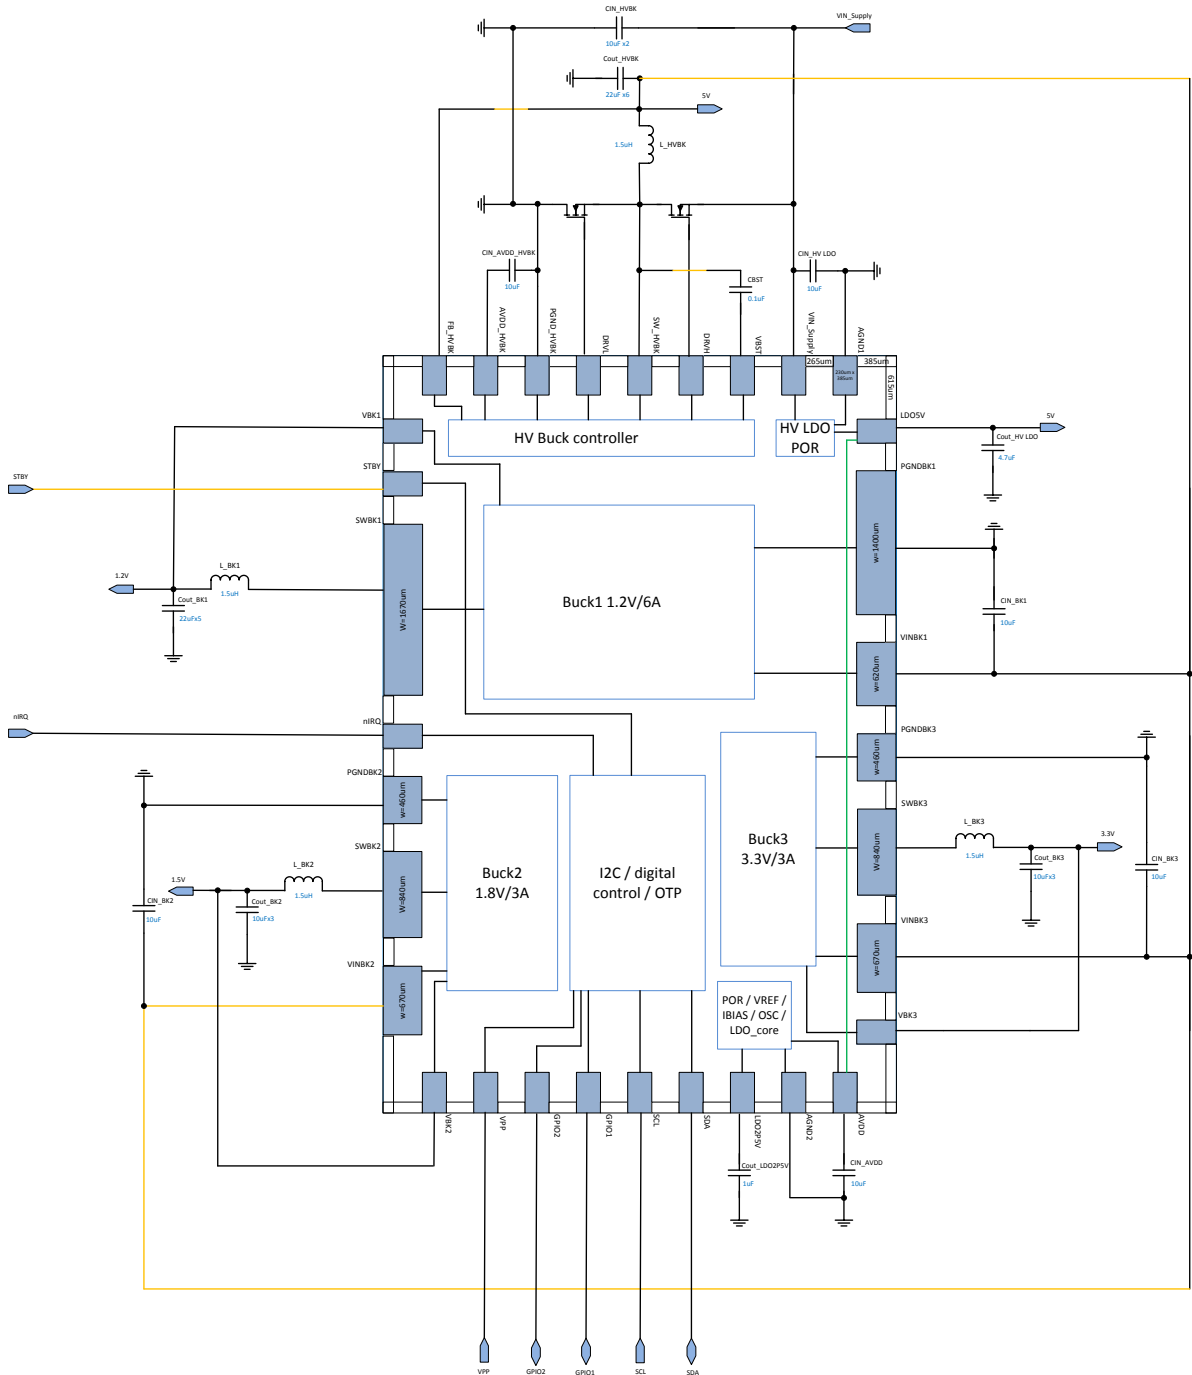 CIN_HVBK
10uF x2
VIN_Supply
Cout_HVBK
22uF x6
5V
1.5uH
L_HVBK
CIN_AVDD_HVBK
10uF
CBST
0.1uF
CIN_HV LDO
10uF
FB_HVBK
AVDD_HVBK
PGND_HVBK
DRVL
SW_HVBK
DRVH
VBST
VIN_Supply
AGND1
265um
385um
230um x
385um
615um
VBK1
HV Buck controller
HV LDO
POR
LDO5V
5V
Cout_HV LDO
4.7uF
STBY
STBY
PGNDBK1
w=1400um
SWBK1
W=1670um
Buck1 1.2V/6A
1.2V
L_BK1
1.5uH
Cout_BK1
22uFx5
CIN_BK1
10uF
VINBK1
w=620um
nIRQ
nIRQ
PGNDBK3
w=460um
PGNDBK2
w=460um
SWBK3
W=840um
L_BK3
1.5uH
3.3V
Cout_BK3
10uFx3
CIN_BK3
10uF
Buck3
3.3V/3A
SWBK2
W=840um
L_BK2
1.5uH
1.5V
Cout_BK2
10uFx3
CIN_BK2
10uF
Buck2
1.8V/3A
I2C / digital
control / OTP
VINBK3
w=670um
VINBK2
w=670um
POR / VREF /
IBIAS / OSC /
LDO_core
VBK3
VBK2
VPP
GPIO2
GPIO1
SCL
SDA
LDO2P5V
AGND2
AVDD
Cout_LDO2P5V
1uF
CIN_AVDD
10uF
VPP
GPIO2
GPIO1
SCL
SDA